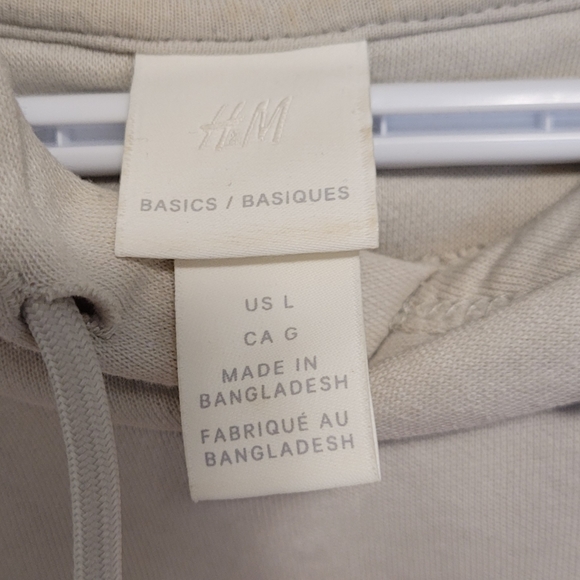 H&M
BASICS / BASIQUES
US L
CA G
MADE IN
BANGLADESH
FABRIQUÉ AU
BANGLADESH